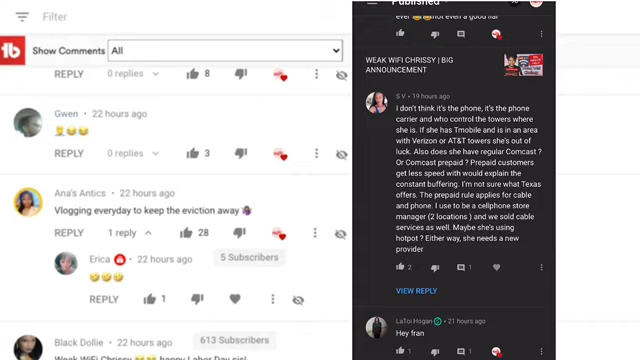 Filter
Show Comments
All
REPLY
0 replies
8
Gwen • 22 hours ago
REPLY
0 replies
3
Ana's Antics • 22 hours ago
Vlogging everyday to keep the eviction away
REPLY
1 reply
28
Erica • 22 hours ago
5 Subscribers
REPLY
1
Black Dollie • 22 hours ago
613 Subscribers
Weak WiFi Chrissy happy Labor Day sis!
Published
ever not even a good liar
WEAK WIFI CHRISSY | BIG
ANNOUNCEMENT
S V • 19 hours ago
I don't think it's the phone, it's the phone
carrier and who control the towers where
she is. If she has Tmobile and is in an area
with Verizon or AT&T towers she's out of
luck. Also does she have regular Comcast ?
Or Comcast prepaid ? Prepaid customers
get less speed with would explain the
constant buffering. I'm not sure what Texas
offers. The prepaid rule applies for cable
and phone. I use to be a cellphone store
manager (2 locations ) and we sold cable
services as well. Maybe she's using
hotpot ? Either way, she needs a new
provider
2
1
VIEW REPLY
LaToi Hogan • 21 hours ago
Hey fran
1
1